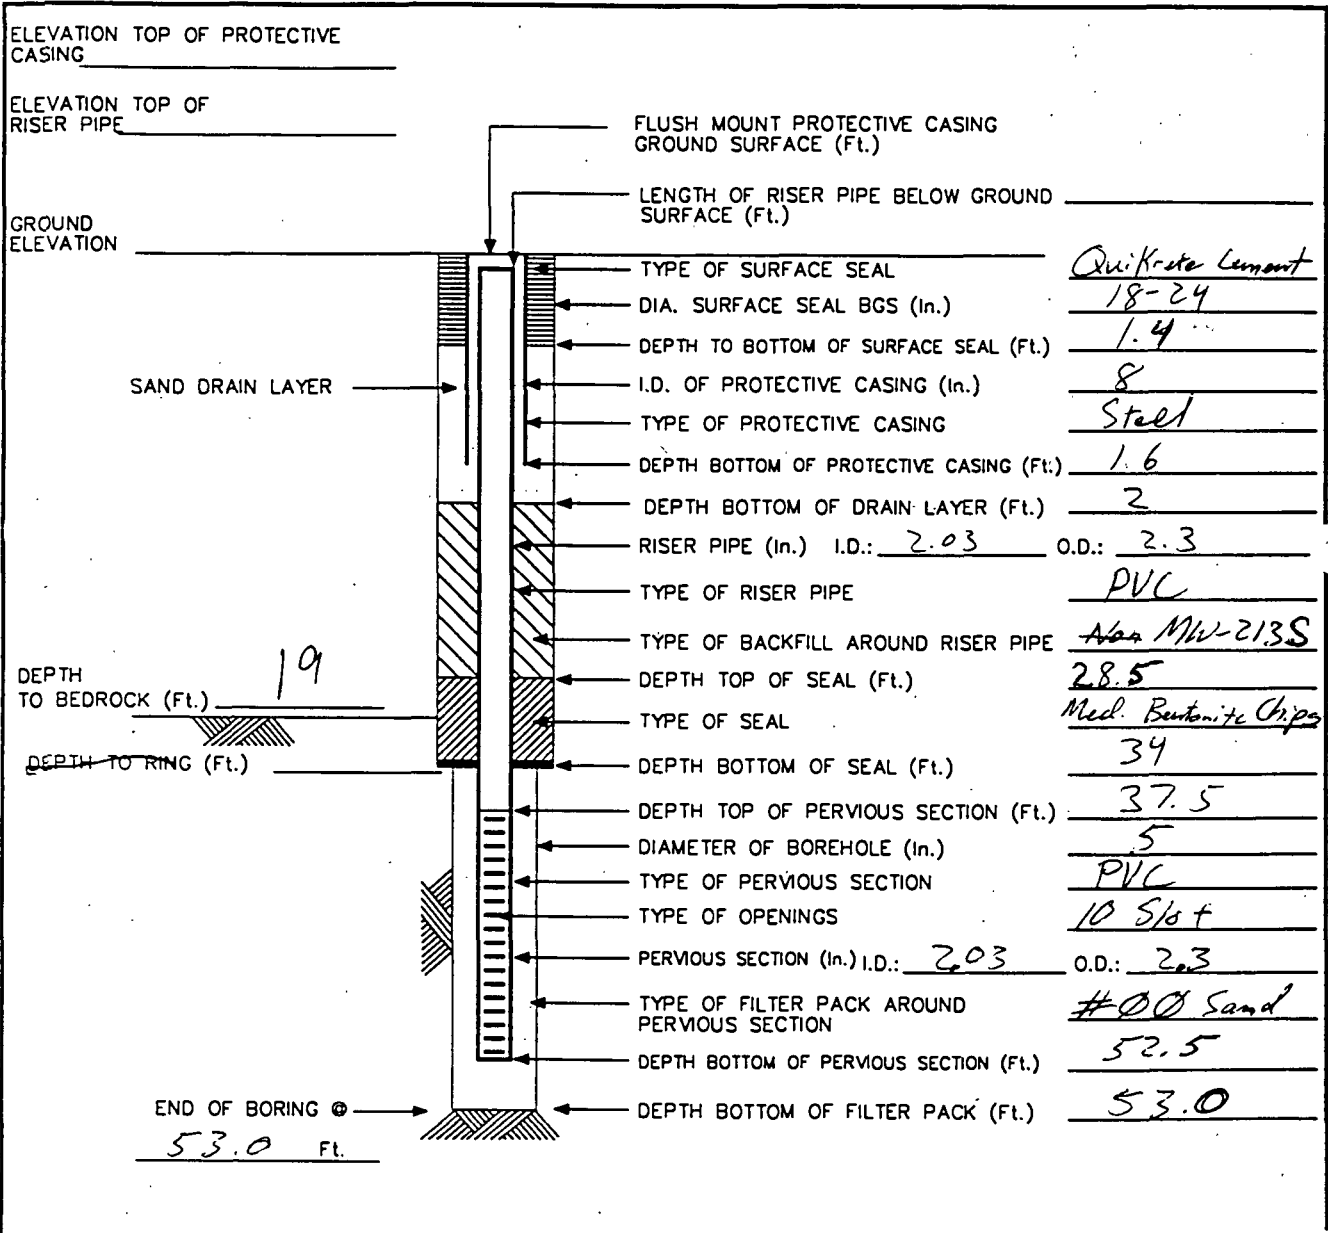 ELEVATION TOP OF PROTECTIVE
CASING
ELEVATION TOP OF
RISER PIPE
FLUSH MOUNT PROTECTIVE CASING
GROUND SURFACE (Ft.)
LENGTH OF RISER PIPE BELOW GROUND
SURFACE (Ft.)
GROUND
ELEVATION
TYPE OF SURFACE SEAL QuiKrete Cement
DIA. SURFACE SEAL BGS (In.) 18-24
DEPTH TO BOTTOM OF SURFACE SEAL (Ft.) 1.4
SAND DRAIN LAYER
I.D. OF PROTECTIVE CASING (In.) 8
TYPE OF PROTECTIVE CASING Steel
DEPTH BOTTOM OF PROTECTIVE CASING (Ft.) 1.6
DEPTH BOTTOM OF DRAIN LAYER (Ft.) 2
RISER PIPE (In.) I.D.: 2.03 O.D.: 2.3
TYPE OF RISER PIPE PVC
TYPE OF BACKFILL AROUND RISER PIPE MW-213S
DEPTH
TO BEDROCK (Ft.) 19
DEPTH TOP OF SEAL (Ft.) 28.5
TYPE OF SEAL Med. Bentonite Chips
DEPTH TO RING (Ft.)
DEPTH BOTTOM OF SEAL (Ft.) 34
DEPTH TOP OF PERVIOUS SECTION (Ft.) 37.5
DIAMETER OF BOREHOLE (In.) 5
TYPE OF PERVIOUS SECTION PVC
TYPE OF OPENINGS 10 Slot
PERVIOUS SECTION (In.) I.D.: 2.03 O.D.: 2.3
TYPE OF FILTER PACK AROUND
PERVIOUS SECTION #00 Sand
DEPTH BOTTOM OF PERVIOUS SECTION (Ft.) 52.5
END OF BORING @
53.0 Ft.
DEPTH BOTTOM OF FILTER PACK (Ft.) 53.0